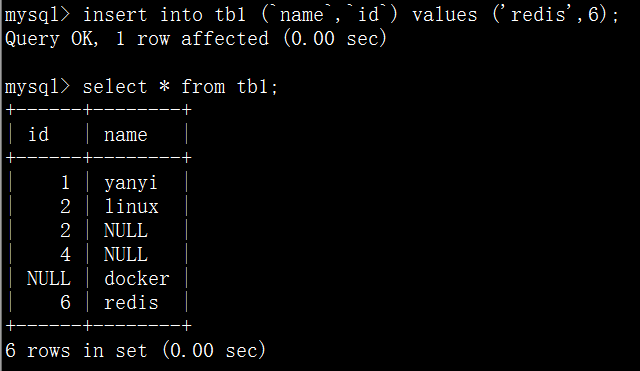 mysql> insert into tb1 (`name`,`id`) values ('redis',6);
Query OK, 1 row affected (0.00 sec)
mysql> select * from tb1;
+------+--------+
| id   | name   |
+------+--------+
|    1 | yanyi  |
|    2 | linux  |
|    2 | NULL   |
|    4 | NULL   |
| NULL | docker |
|    6 | redis  |
+------+--------+
6 rows in set (0.00 sec)